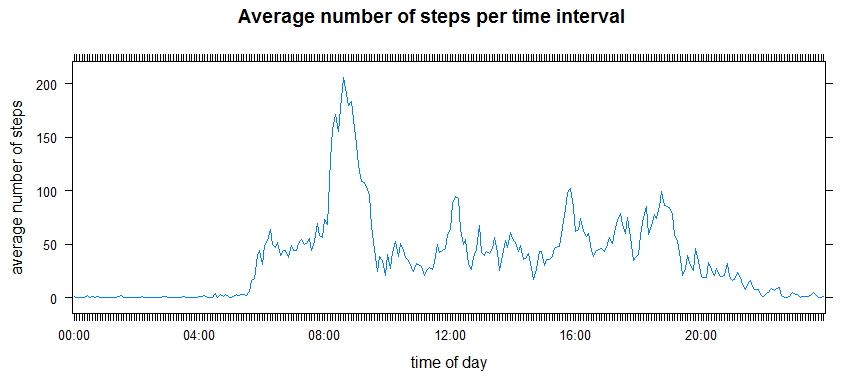 Average number of steps per time interval
average number of steps
200
150
100
50
0
00:00 04:00 08:00 12:00 16:00 20:00
time of day